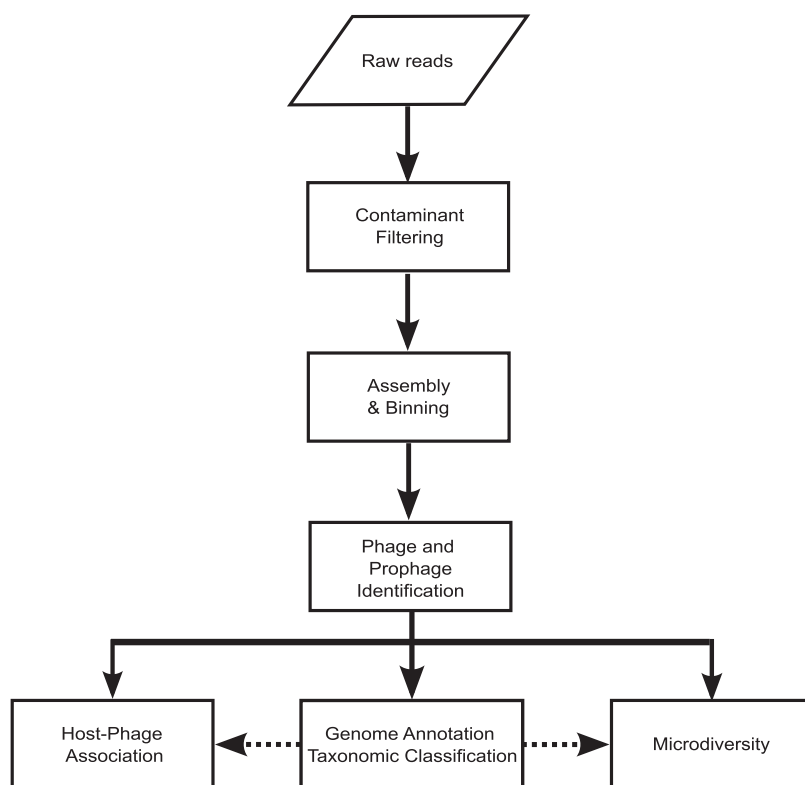 Raw reads
Contaminant
Filtering
Assembly
& Binning
Phage and
Prophage
Identification
Host-Phage
Association
Genome Annotation
Taxonomic Classification
Microdiversity